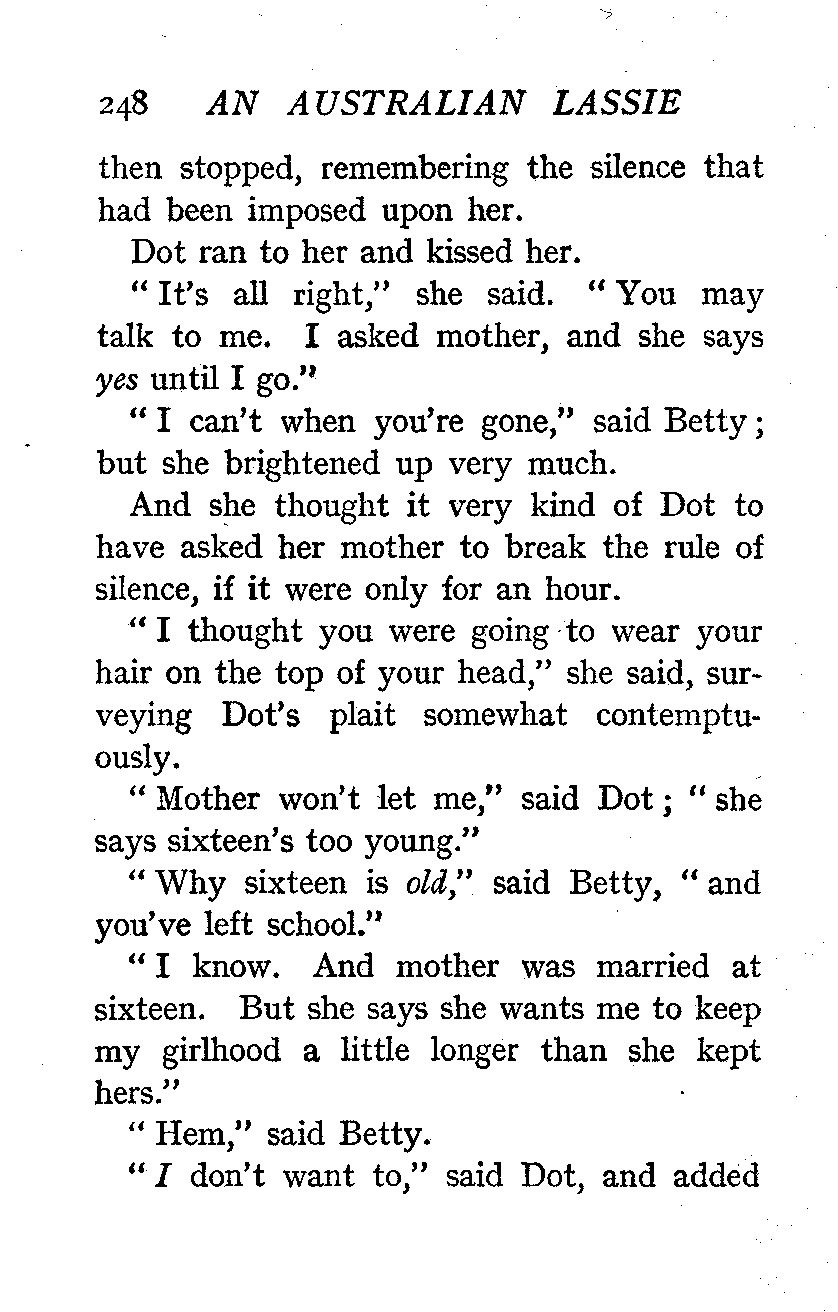 248 AN AUSTRALIAN LASSIE
then stopped, remembering the silence that
had been imposed upon her.
Dot ran to her and kissed her.
“ It’s all right,” she said. “ You may
talk to me. I asked mother, and she says
yes until I go.”
“ I can’t when you’re gone,” said Betty ;
but she brightened up very much.
And she thought it very kind of Dot to
have asked her mother to break the rule of
silence, if it were only for an hour.
“ I thought you were going to wear your
hair on the top of your head,” she said, sur-
veying Dot’s plait somewhat contemptu-
ously.
“ Mother won’t let me,” said Dot ; “ she
says sixteen’s too young.”
“ Why sixteen is old,” said Betty, “ and
you’ve left school.”
“ I know. And mother was married at
sixteen. But she says she wants me to keep
my girlhood a little longer than she kept
hers.”
“ Hem,” said Betty.
“ I don’t want to,” said Dot, and added